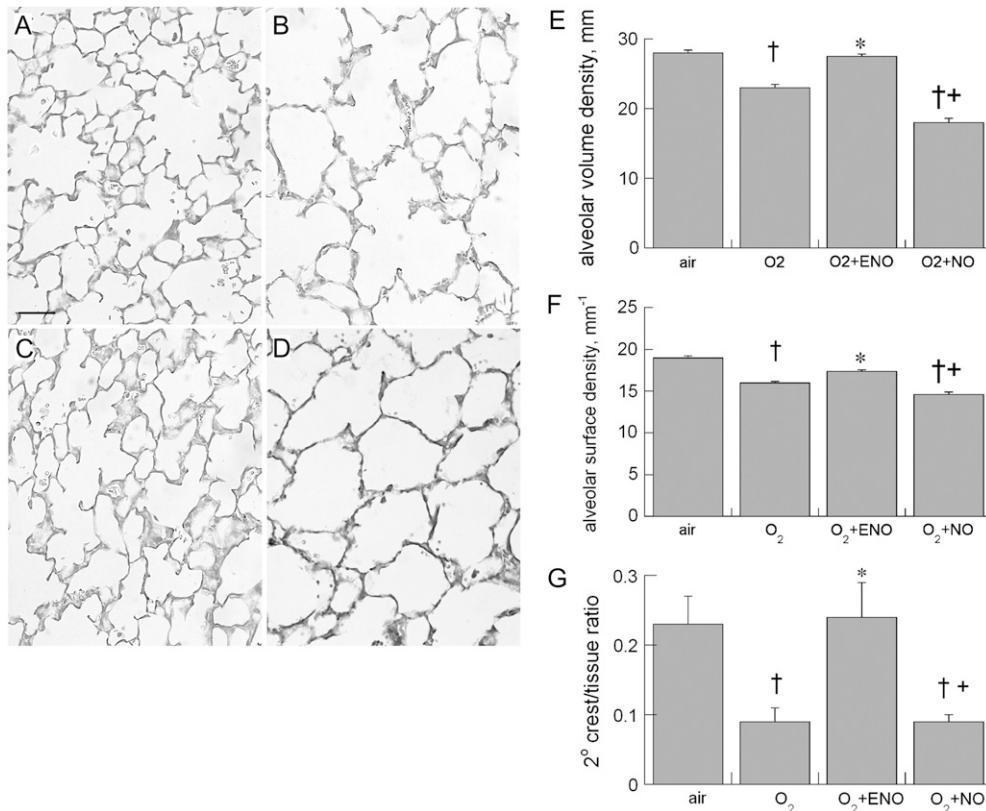 A
B
C
D
E
alveolar volume density, mm
30
20
10
0
†
*
†+
air
O2
O2+ENO
O2+NO
F
alveolar surface density, mm⁻¹
25
20
15
10
5
0
†
*
†+
air
O₂
O₂+ENO
O₂+NO
G
2° crest/tissue ratio
0.3
0.2
0.1
0
†
*
† +
air
O₂
O₂+ENO
O₂+NO